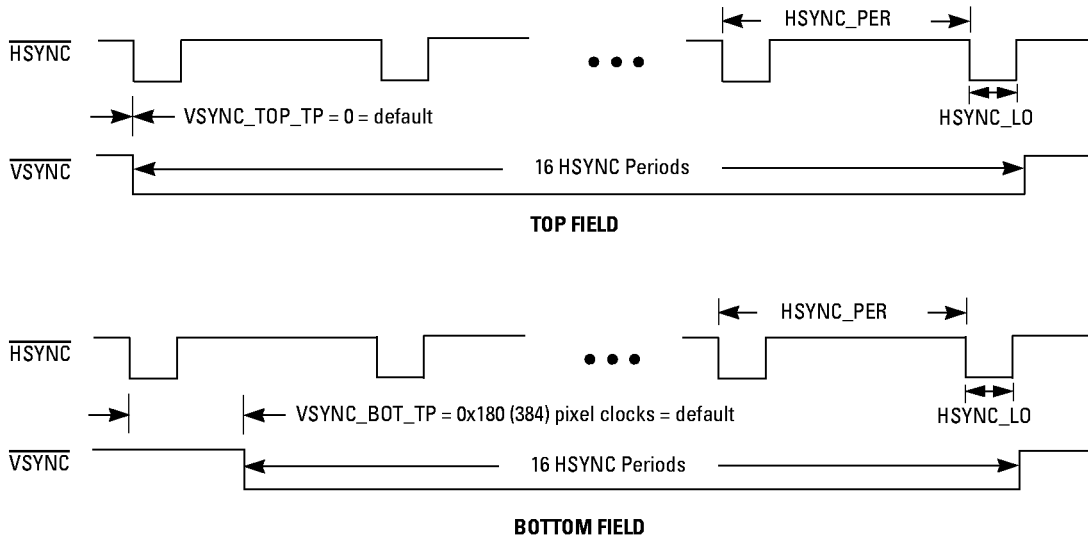 HSYNC_PER
HSYNC
VSYNC_TOP_TP = 0 = default
HSYNC_LO
VSYNC
16 HSYNC Periods
TOP FIELD
HSYNC_PER
HSYNC
VSYNC_BOT_TP = 0x180 (384) pixel clocks = default
HSYNC_LO
VSYNC
16 HSYNC Periods
BOTTOM FIELD